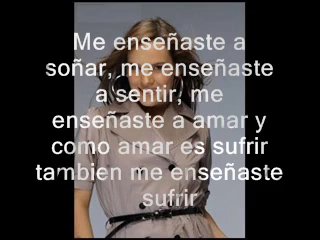 Me enseñaste a
soñar, me enseñaste
a sentir, me
enseñaste a amar y
como amar es sufrir
tambien me enseñaste
sufrir